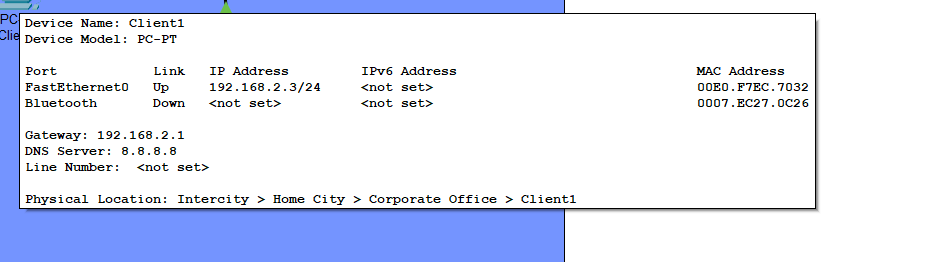 PC
Clie
Device Name: Client1
Device Model: PC-PT
Port Link IP Address IPv6 Address MAC Address
FastEthernet0 Up 192.168.2.3/24 <not set> 00E0.F7EC.7032
Bluetooth Down <not set> <not set> 0007.EC27.0C26
Gateway: 192.168.2.1
DNS Server: 8.8.8.8
Line Number: <not set>
Physical Location: Intercity > Home City > Corporate Office > Client1